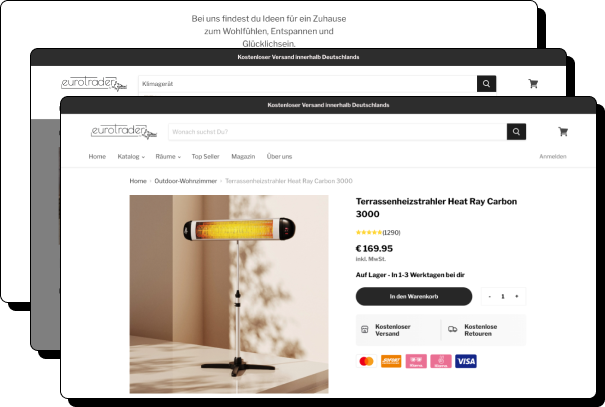 Bei uns findest du Ideen für ein Zuhause
zum Wohlfühlen, Entspannen und
Glücklichsein.
Kostenloser Versand innerhalb Deutschlands
eurotrader
Klimagerät
Kostenloser Versand innerhalb Deutschlands
eurotrader
Wonach suchst Du?
Home Katalog Räume Top Seller Magazin Über uns Anmelden
Home Outdoor-Wohnzimmer Terrassenheizstrahler Heat Ray Carbon 3000
Terrassenheizstrahler Heat Ray Carbon
3000
(1290)
€ 169.95
inkl. MwSt.
Auf Lager - In 1-3 Werktagen bei dir
In den Warenkorb
- 1 +
Kostenloser
Versand
Kostenlose
Retouren
VISA